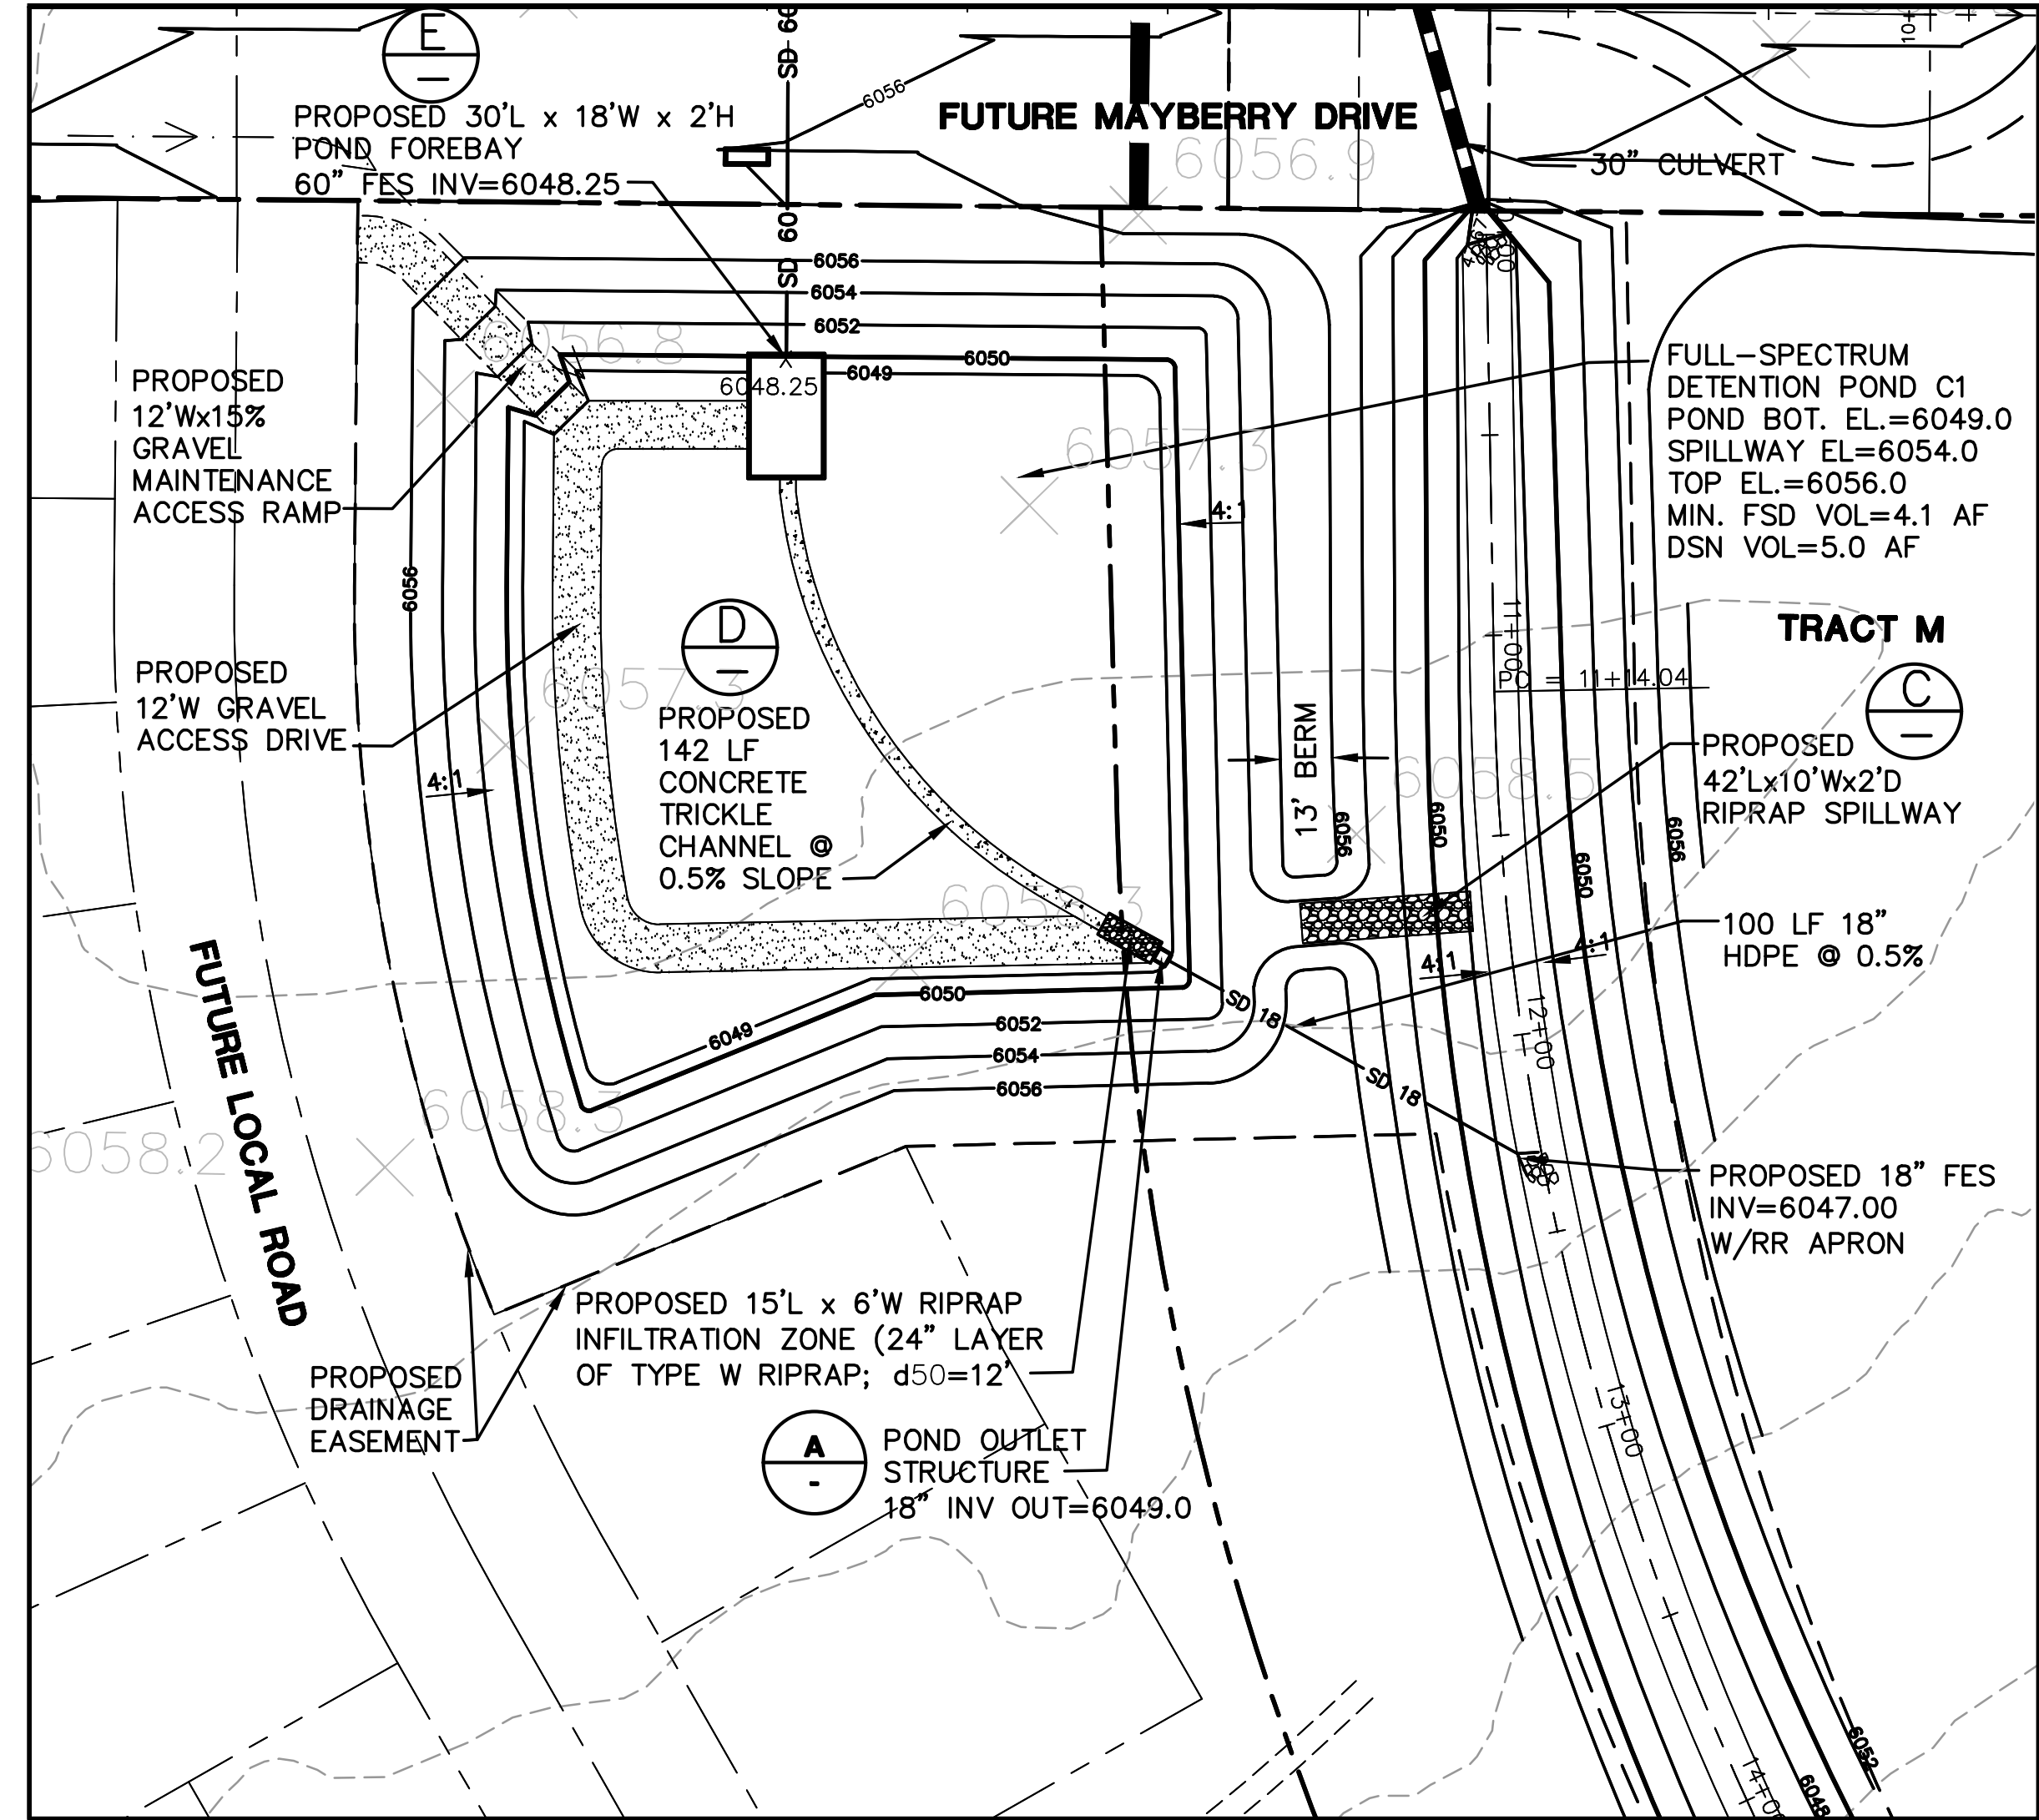 E
PROPOSED 30'L x 18'W x 2'H
POND FOREBAY
60" FES INV=6048.25
SD 60
SD 60
6056
FUTURE MAYBERRY DRIVE
6056.9
30" CULVERT
10+
6056
6054
6052
6050
6049
6048.25
6056.8
6057.3
4:1
PROPOSED
12'Wx15%
GRAVEL
MAINTENANCE
ACCESS RAMP
FULL-SPECTRUM
DETENTION POND C1
POND BOT. EL.=6049.0
SPILLWAY EL=6054.0
TOP EL.=6056.0
MIN. FSD VOL=4.1 AF
DSN VOL=5.0 AF
6056
TRACT M
C
11+00
PC = 11+14.04
D
PROPOSED
12'W GRAVEL
ACCESS DRIVE
6057.3
4:1
PROPOSED
142 LF
CONCRETE
TRICKLE
CHANNEL @
0.5% SLOPE
13' BERM
6056
6058.5
6050
6050
6056
PROPOSED
42'Lx10'Wx2'D
RIPRAP SPILLWAY
6058.3
100 LF 18"
HDPE @ 0.5%
4:1
4:1
12+00
FUTURE LOCAL ROAD
6049
6050
6052
6054
6056
SD 18
SD 18
6058.3
6058.2
PROPOSED 18" FES
INV=6047.00
W/RR APRON
PROPOSED 15'L x 6'W RIPRAP
INFILTRATION ZONE (24" LAYER
OF TYPE W RIPRAP; d50=12'
PROPOSED
DRAINAGE
EASEMENT
A
-
POND OUTLET
STRUCTURE
18" INV OUT=6049.0
13+00
6052
6048
14+00